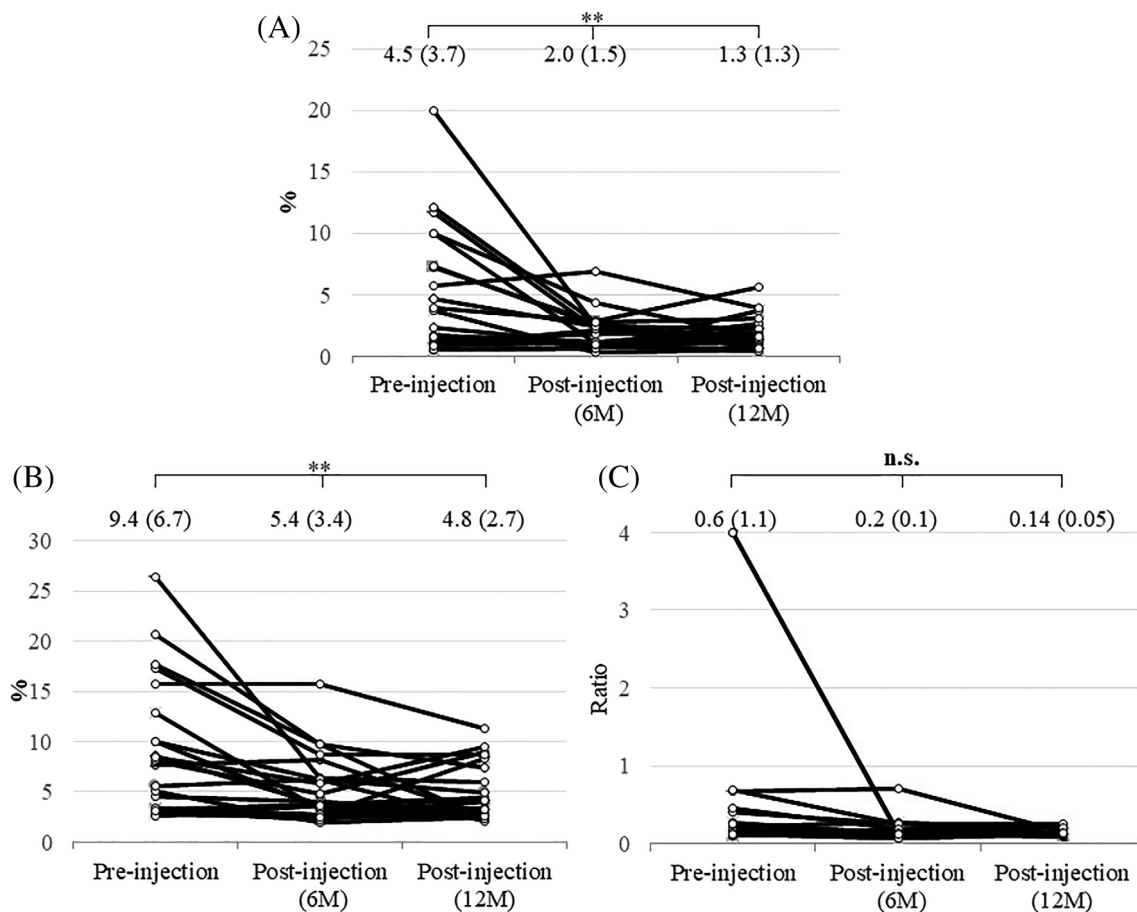 (A)
**
4.5 (3.7) 2.0 (1.5) 1.3 (1.3)
25
20
15
10
5
0
%
Pre-injection Post-injection Post-injection
(6M) (12M)
(B)
**
9.4 (6.7) 5.4 (3.4) 4.8 (2.7)
30
25
20
15
10
5
0
%
Pre-injection Post-injection Post-injection
(6M) (12M)
(C)
n.s.
0.6 (1.1) 0.2 (0.1) 0.14 (0.05)
4
3
2
1
0
Ratio
Pre-injection Post-injection Post-injection
(6M) (12M)